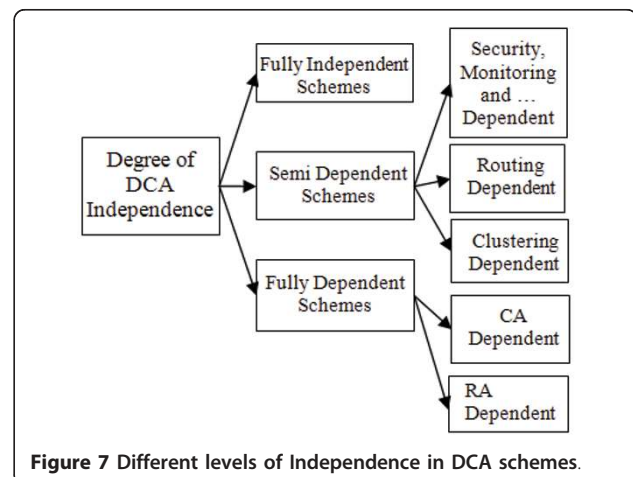 Degree of
DCA
Independence
Fully Independent
Schemes
Semi Dependent
Schemes
Fully Dependent
Schemes
Security,
Monitoring
and ...
Dependent
Routing
Dependent
Clustering
Dependent
CA
Dependent
RA
Dependent
Figure 7 Different levels of Independence in DCA schemes.